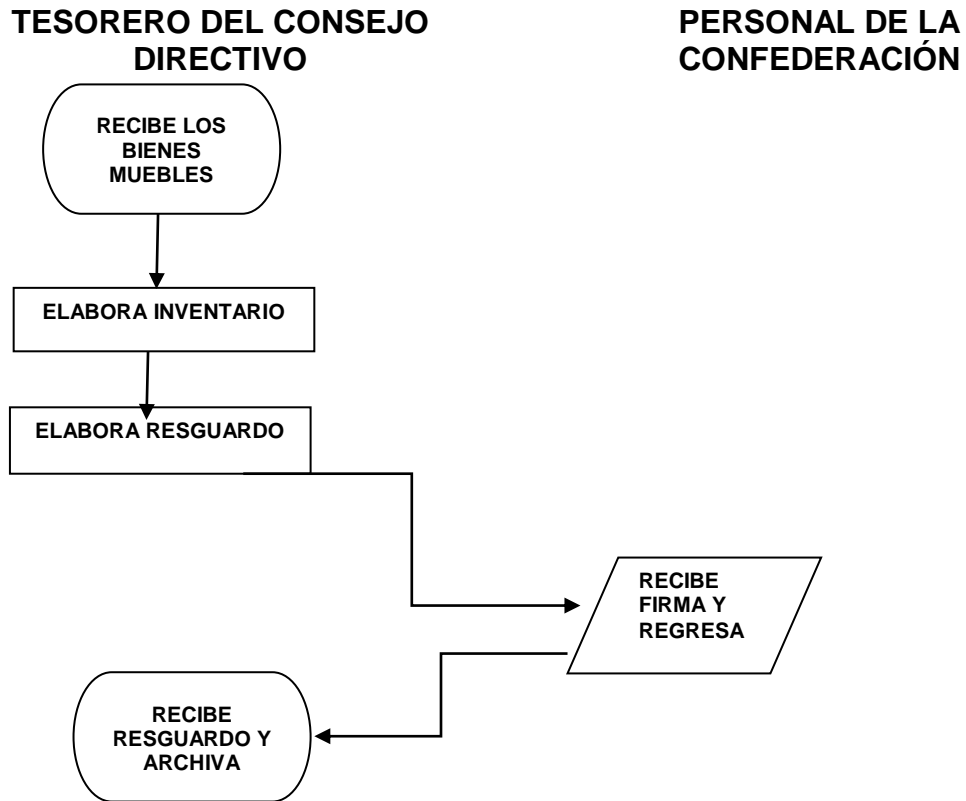 TESORERO DEL CONSEJO
DIRECTIVO
PERSONAL DE LA
CONFEDERACIÓN
RECIBE LOS
BIENES
MUEBLES
ELABORA INVENTARIO
ELABORA RESGUARDO
RECIBE
FIRMA Y
REGRESA
RECIBE
RESGUARDO Y
ARCHIVA